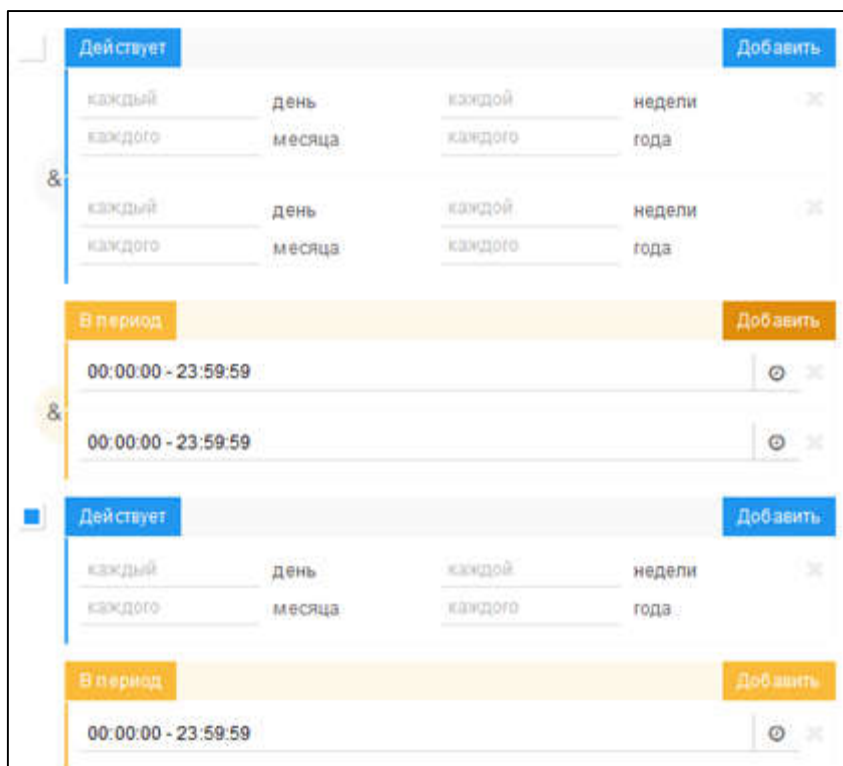 Действует Добавить
каждый день каждой недели
каждого месяца каждого года
&
каждый день каждой недели
каждого месяца каждого года
В период Добавить
00:00:00 - 23:59:59
&
00:00:00 - 23:59:59
Действует Добавить
каждый день каждой недели
каждого месяца каждого года
В период Добавить
00:00:00 - 23:59:59